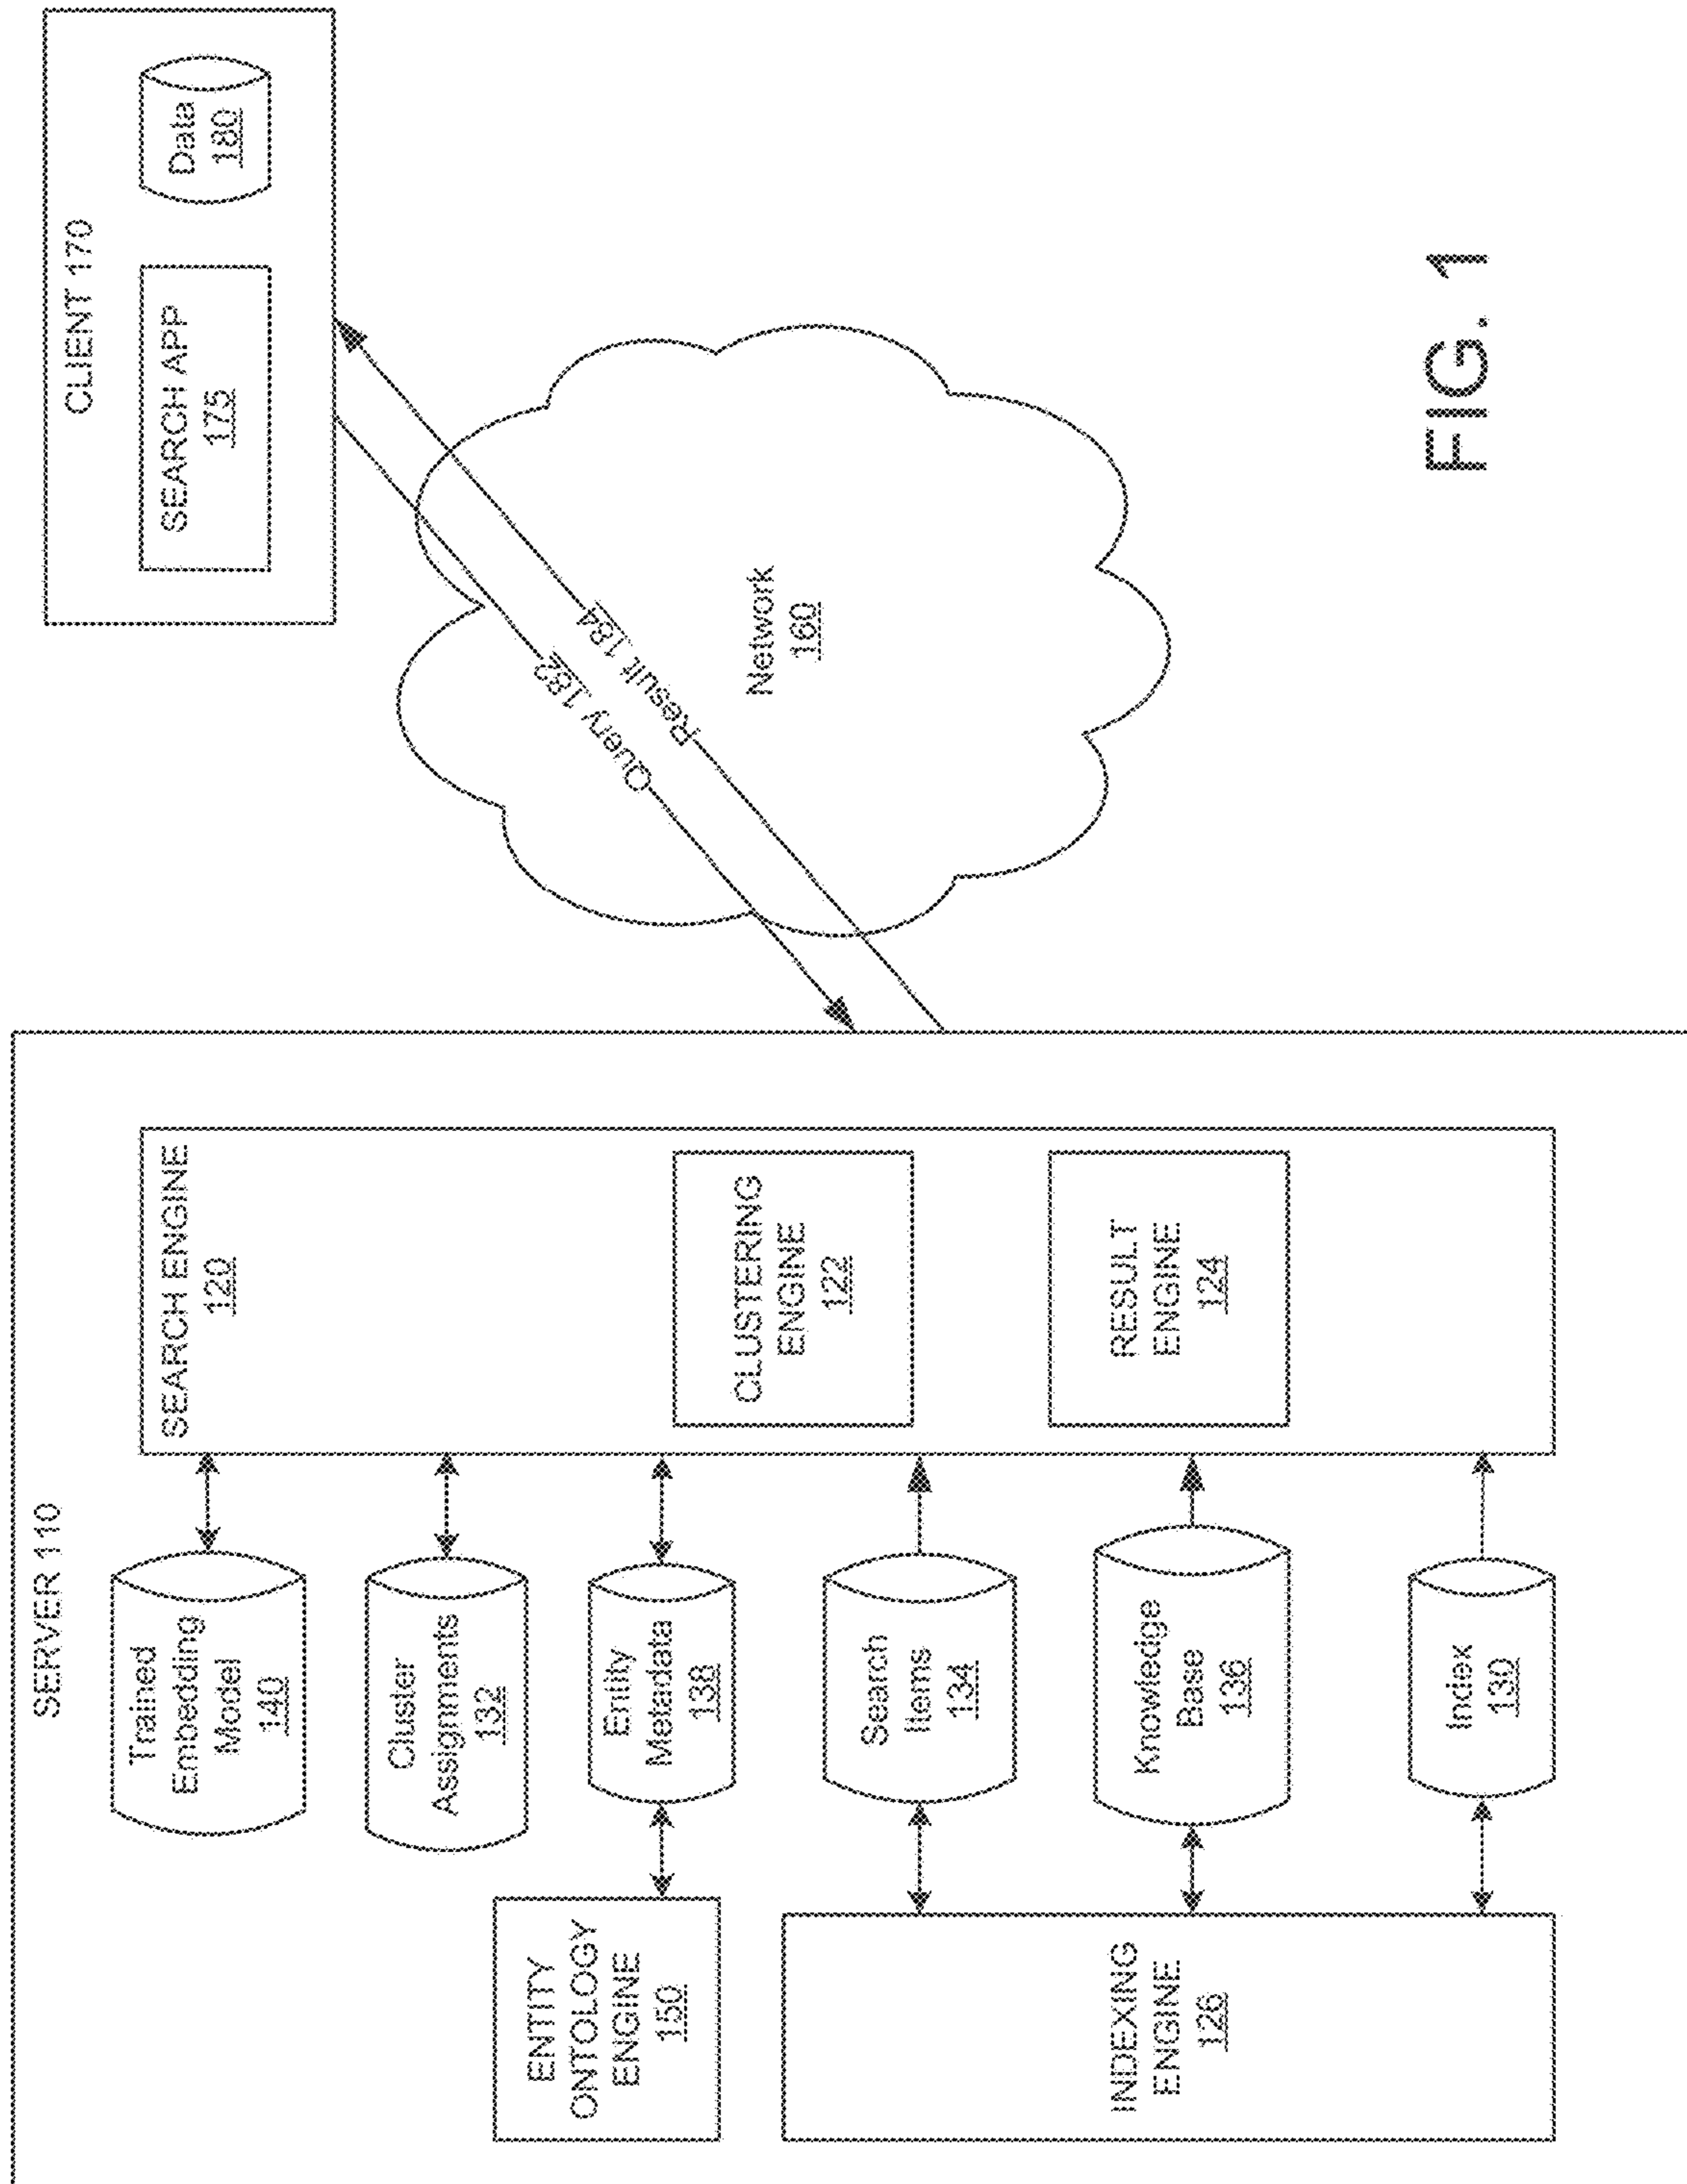 SERVER 110
Trained
Embedding
Model
140
Cluster
Assignments
132
ENTITY
ONTOLOGY
ENGINE
150
Entity
Metadata
138
Search
Items
134
INDEXING
ENGINE
126
Knowledge
Base
136
Index
130
SEARCH ENGINE
120
CLUSTERING
ENGINE
122
RESULT
ENGINE
124
Query 182
Result 184
Network
160
CLIENT 170
SEARCH APP
175
Data
180
FIG. 1